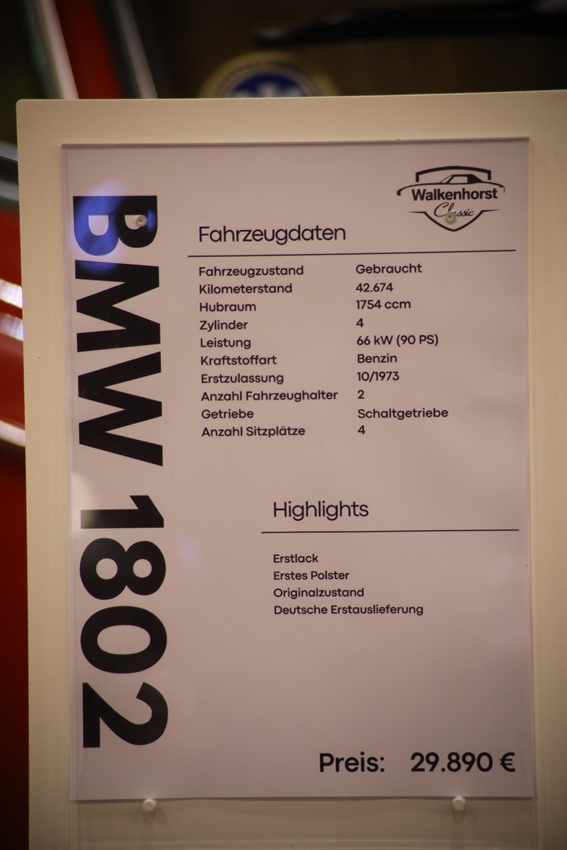 BMW 1802
Walkenhorst
Classic
Fahrzeugdaten
Fahrzeugzustand Gebraucht
Kilometerstand 42.674
Hubraum 1754 ccm
Zylinder 4
Leistung 66 kW (90 PS)
Kraftstoffart Benzin
Erstzulassung 10/1973
Anzahl Fahrzeughalter 2
Getriebe Schaltgetriebe
Anzahl Sitzplätze 4
Highlights
Erstlack
Erstes Polster
Originalzustand
Deutsche Erstauslieferung
Preis: 29.890 €